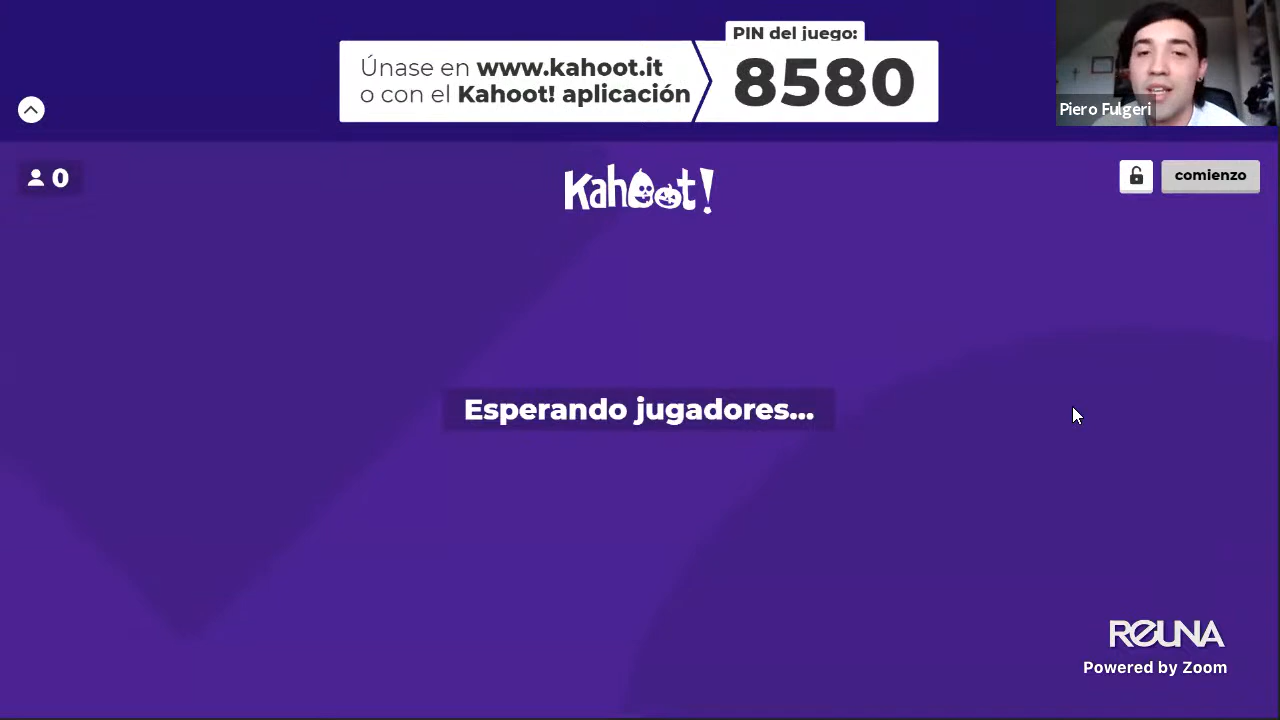 PIN del juego:
Únase en www.kahoot.it
o con el Kahoot! aplicación
8580
Piero Fulgeri
0
Kahoot!
comienzo
Esperando jugadores...
REUNA
Powered by Zoom